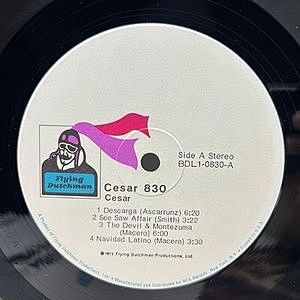 Side A Stereo
BDL1-0830-A
Flying
Dutchman
Cesar 830
Cesar
1 Descarga (Ascarrunz) 6:20
2 See Saw Affair (Smith) 3:22
3 The Devil & Montezuma
(Macero) 6:00
4 Navidad Latino (Macero) 3:30
Flying Dutchman Productions, Ltd.